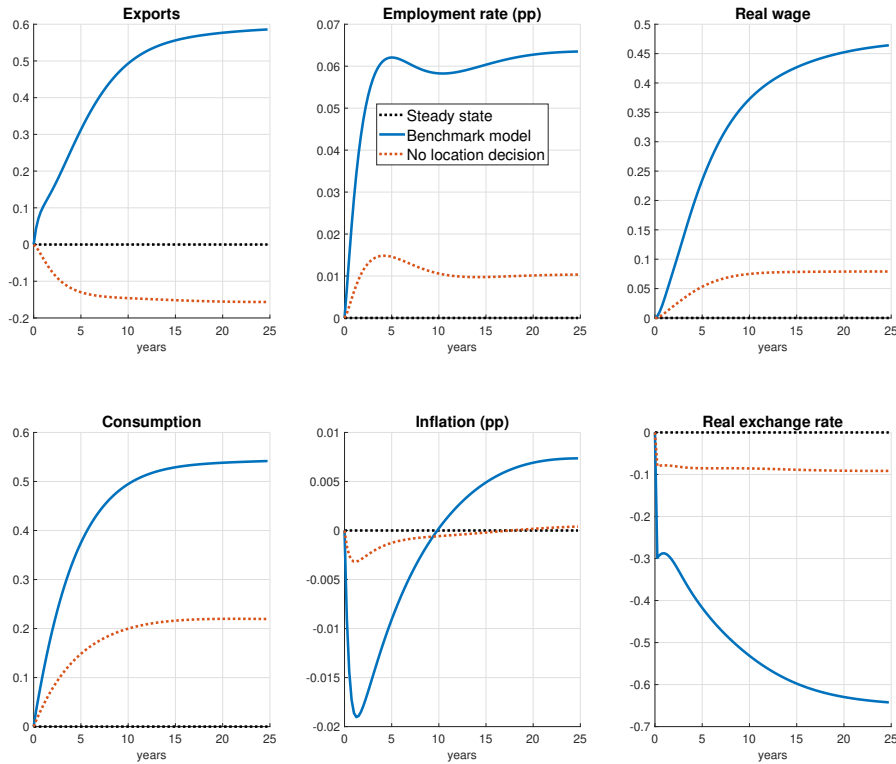 Exports
0.6
0.5
0.4
0.3
0.2
0.1
0
-0.1
-0.2
0 5 10 15 20 25
years
Employment rate (pp)
0.07
0.06
0.05
0.04
0.03
0.02
0.01
0
Steady state
Benchmark model
No location decision
0 5 10 15 20 25
years
Real wage
0.5
0.45
0.4
0.35
0.3
0.25
0.2
0.15
0.1
0.05
0
0 5 10 15 20 25
years
Consumption
0.6
0.5
0.4
0.3
0.2
0.1
0
0 5 10 15 20 25
years
Inflation (pp)
0.01
0.005
0
-0.005
-0.01
-0.015
-0.02
0 5 10 15 20 25
years
Real exchange rate
0
-0.1
-0.2
-0.3
-0.4
-0.5
-0.6
-0.7
0 5 10 15 20 25
years